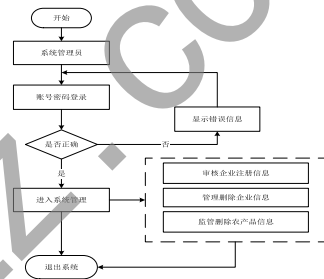 开始
系统管理员
账号密码登录
显示错误信息
是否正确
否
是
审核企业注册信息
进入系统管理
管理删除企业信息
监管删除农产品信息
退出系统